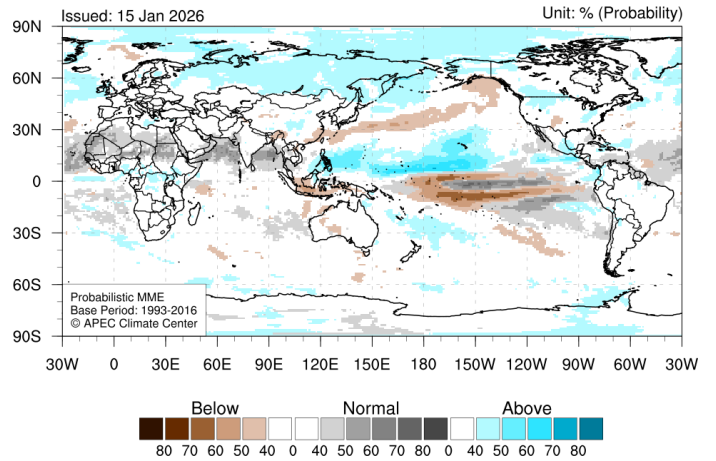 Issued: 15 Jan 2026
Unit: % (Probability)
90N
60N
30N
0
30S
60S
90S
Probabilistic MME
Base Period: 1993-2016
© APEC Climate Center
30W 0 30E 60E 90E 120E 150E 180 150W 120W 90W 60W 30W
Below Normal Above
80 70 60 50 40 0 40 50 60 70 80 0 40 50 60 70 80